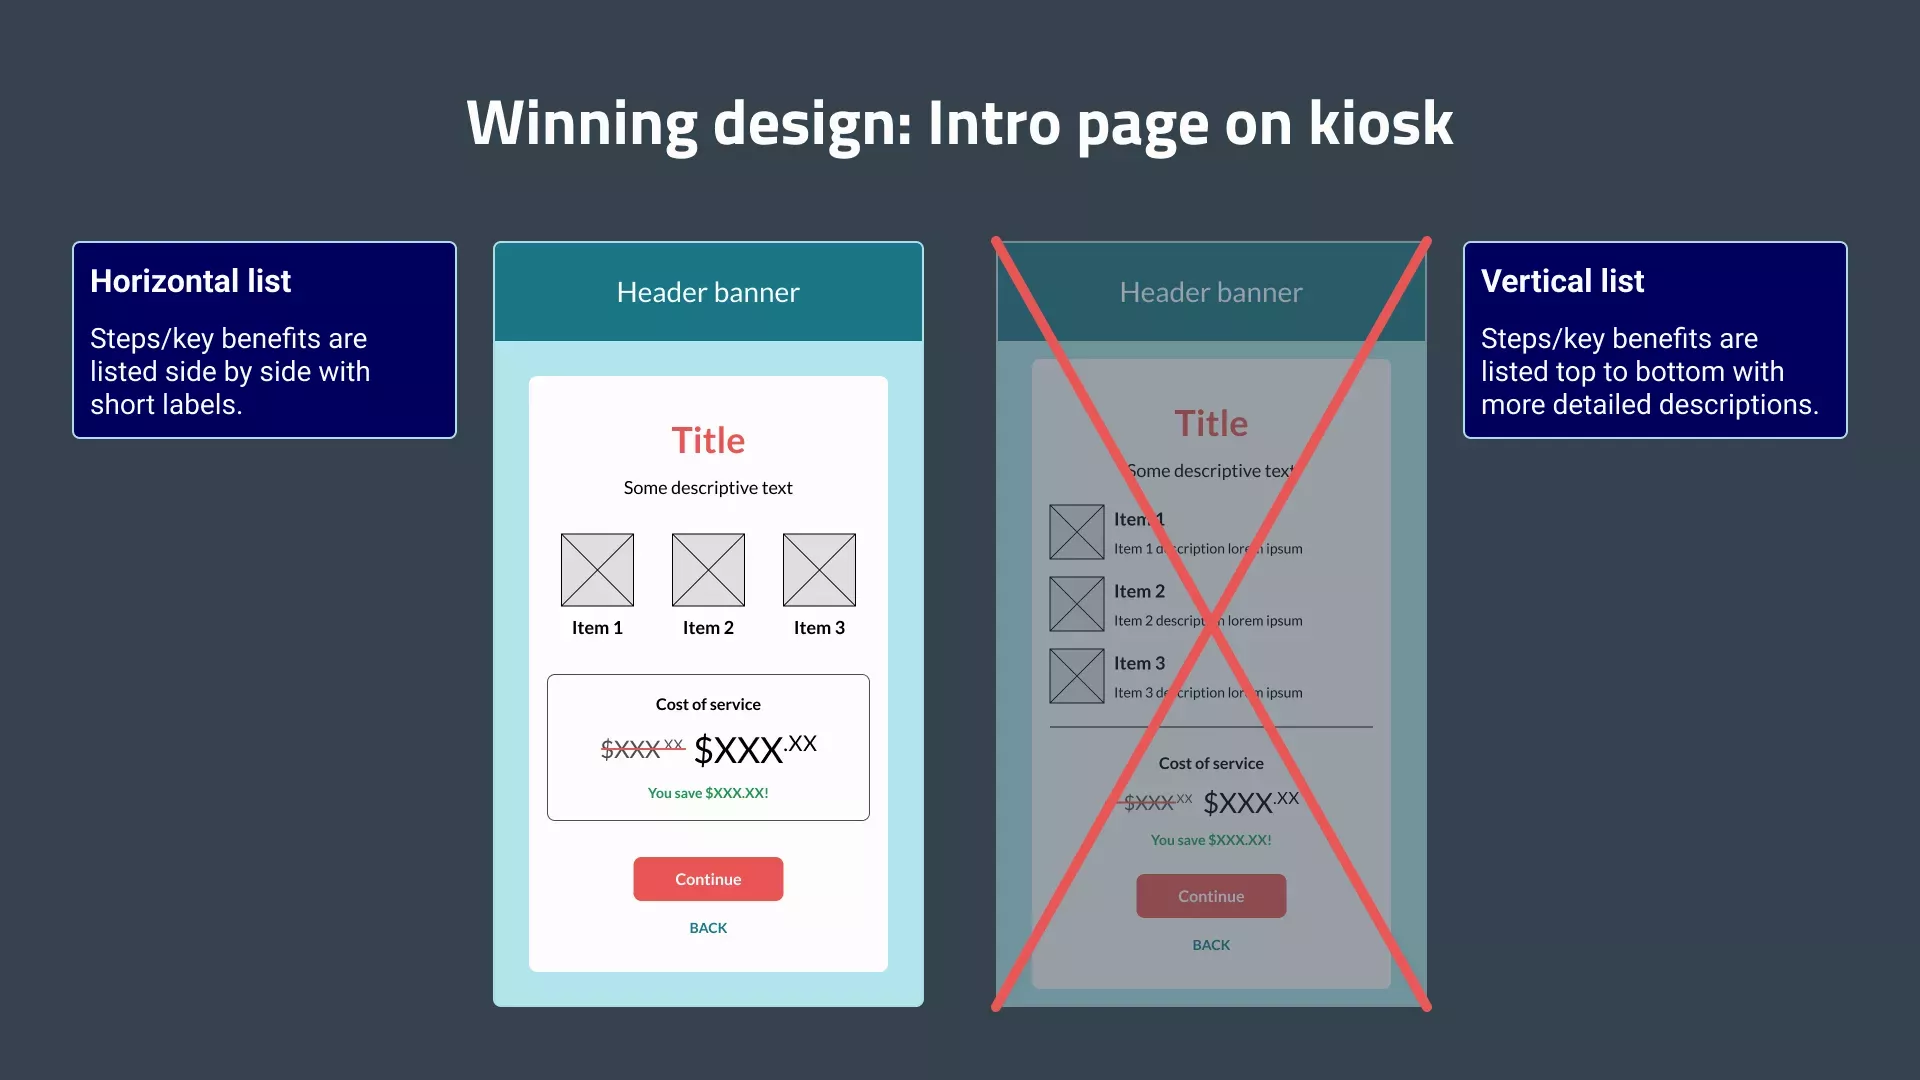 Winning design: Intro page on kiosk
Horizontal list
Steps/key benefits are
listed side by side with
short labels.
Header banner
Title
Some descriptive text
Item 1 Item 2 Item 3
Cost of service
$XXX.XX $XXX.XX
You save $XXX.XX!
Continue
BACK
Header banner
Title
Some descriptive text
Item 1
Item 1 description lorem ipsum
Item 2
Item 2 description lorem ipsum
Item 3
Item 3 description lorem ipsum
Cost of service
$XXX.XX $XXX.XX
You save $XXX.XX!
Continue
BACK
Vertical list
Steps/key benefits are
listed top to bottom with
more detailed descriptions.